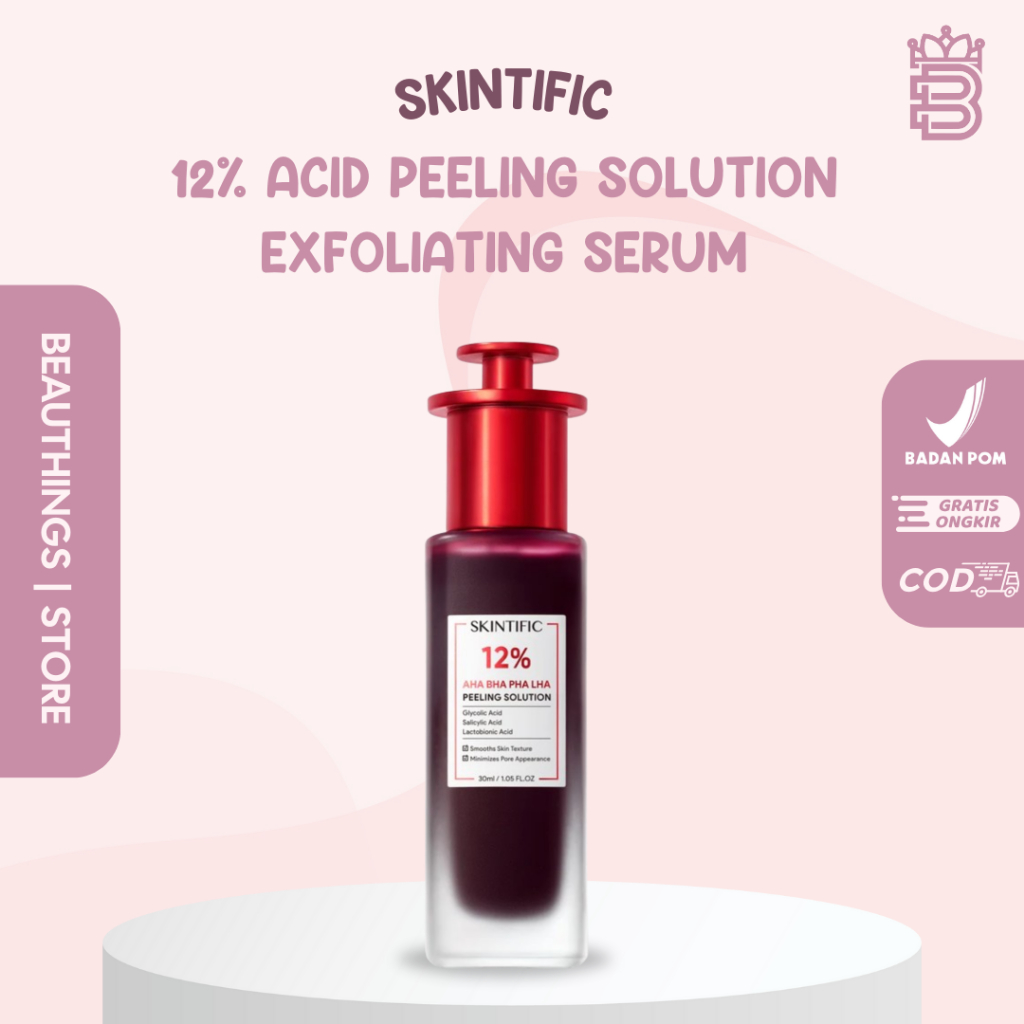 SKINTIFIC
12% ACID PEELING SOLUTION
EXFOLIATING SERUM
BEAUTHINGS | STORE
BADAN POM
GRATIS
ONGKIR
COD
SKINTIFIC
12%
AHA BHA PHA LHA
PEELING SOLUTION
Glycolic Acid
Salicylic Acid
Lactobionic Acid
Smooths Skin Texture
Minimizes Pore Appearance
30ml / 1.05 FL.OZ